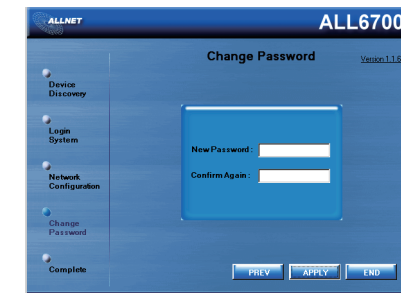 ALLNET
ALL6700
Change Password
Version 1.1.6
Device
Discovery
Login
System
New Password :
Network
Configuration
Confirm Again :
Change
Password
Complete
PREV
APPLY
END